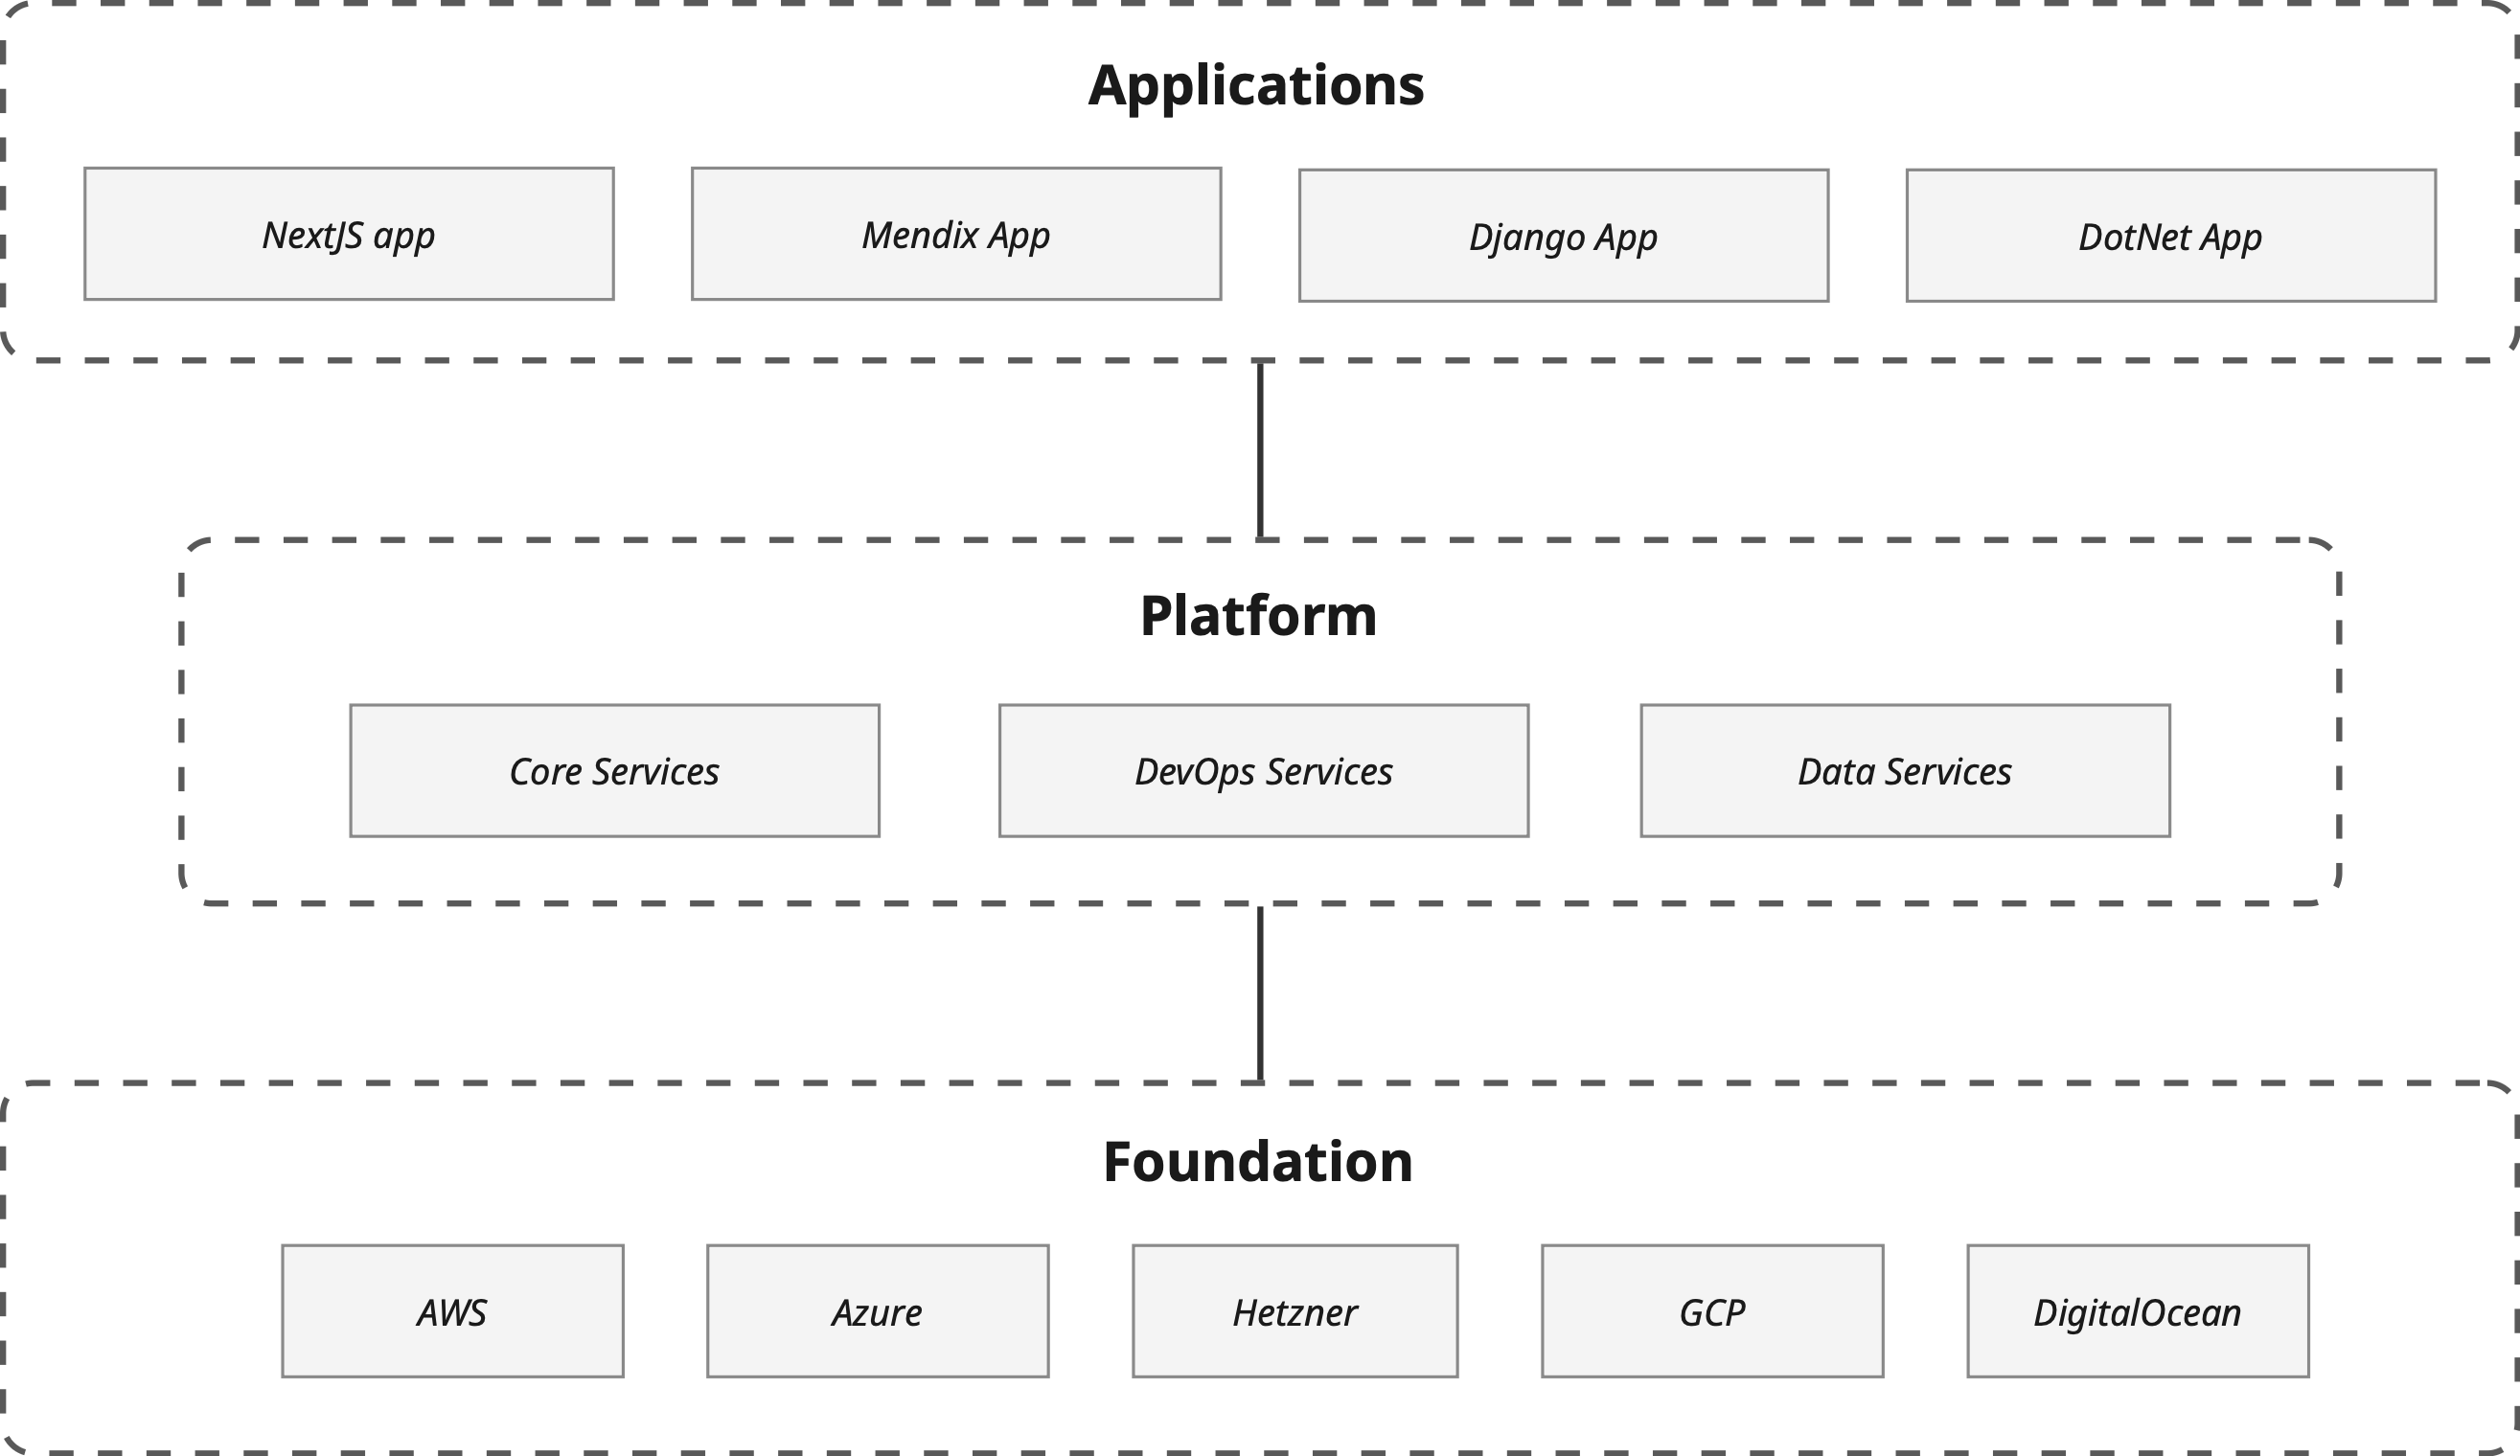 Applications
NextJS app
Mendix App
Django App
DotNet App
Platform
Core Services
DevOps Services
Data Services
Foundation
AWS
Azure
Hetzner
GCP
DigitalOcean